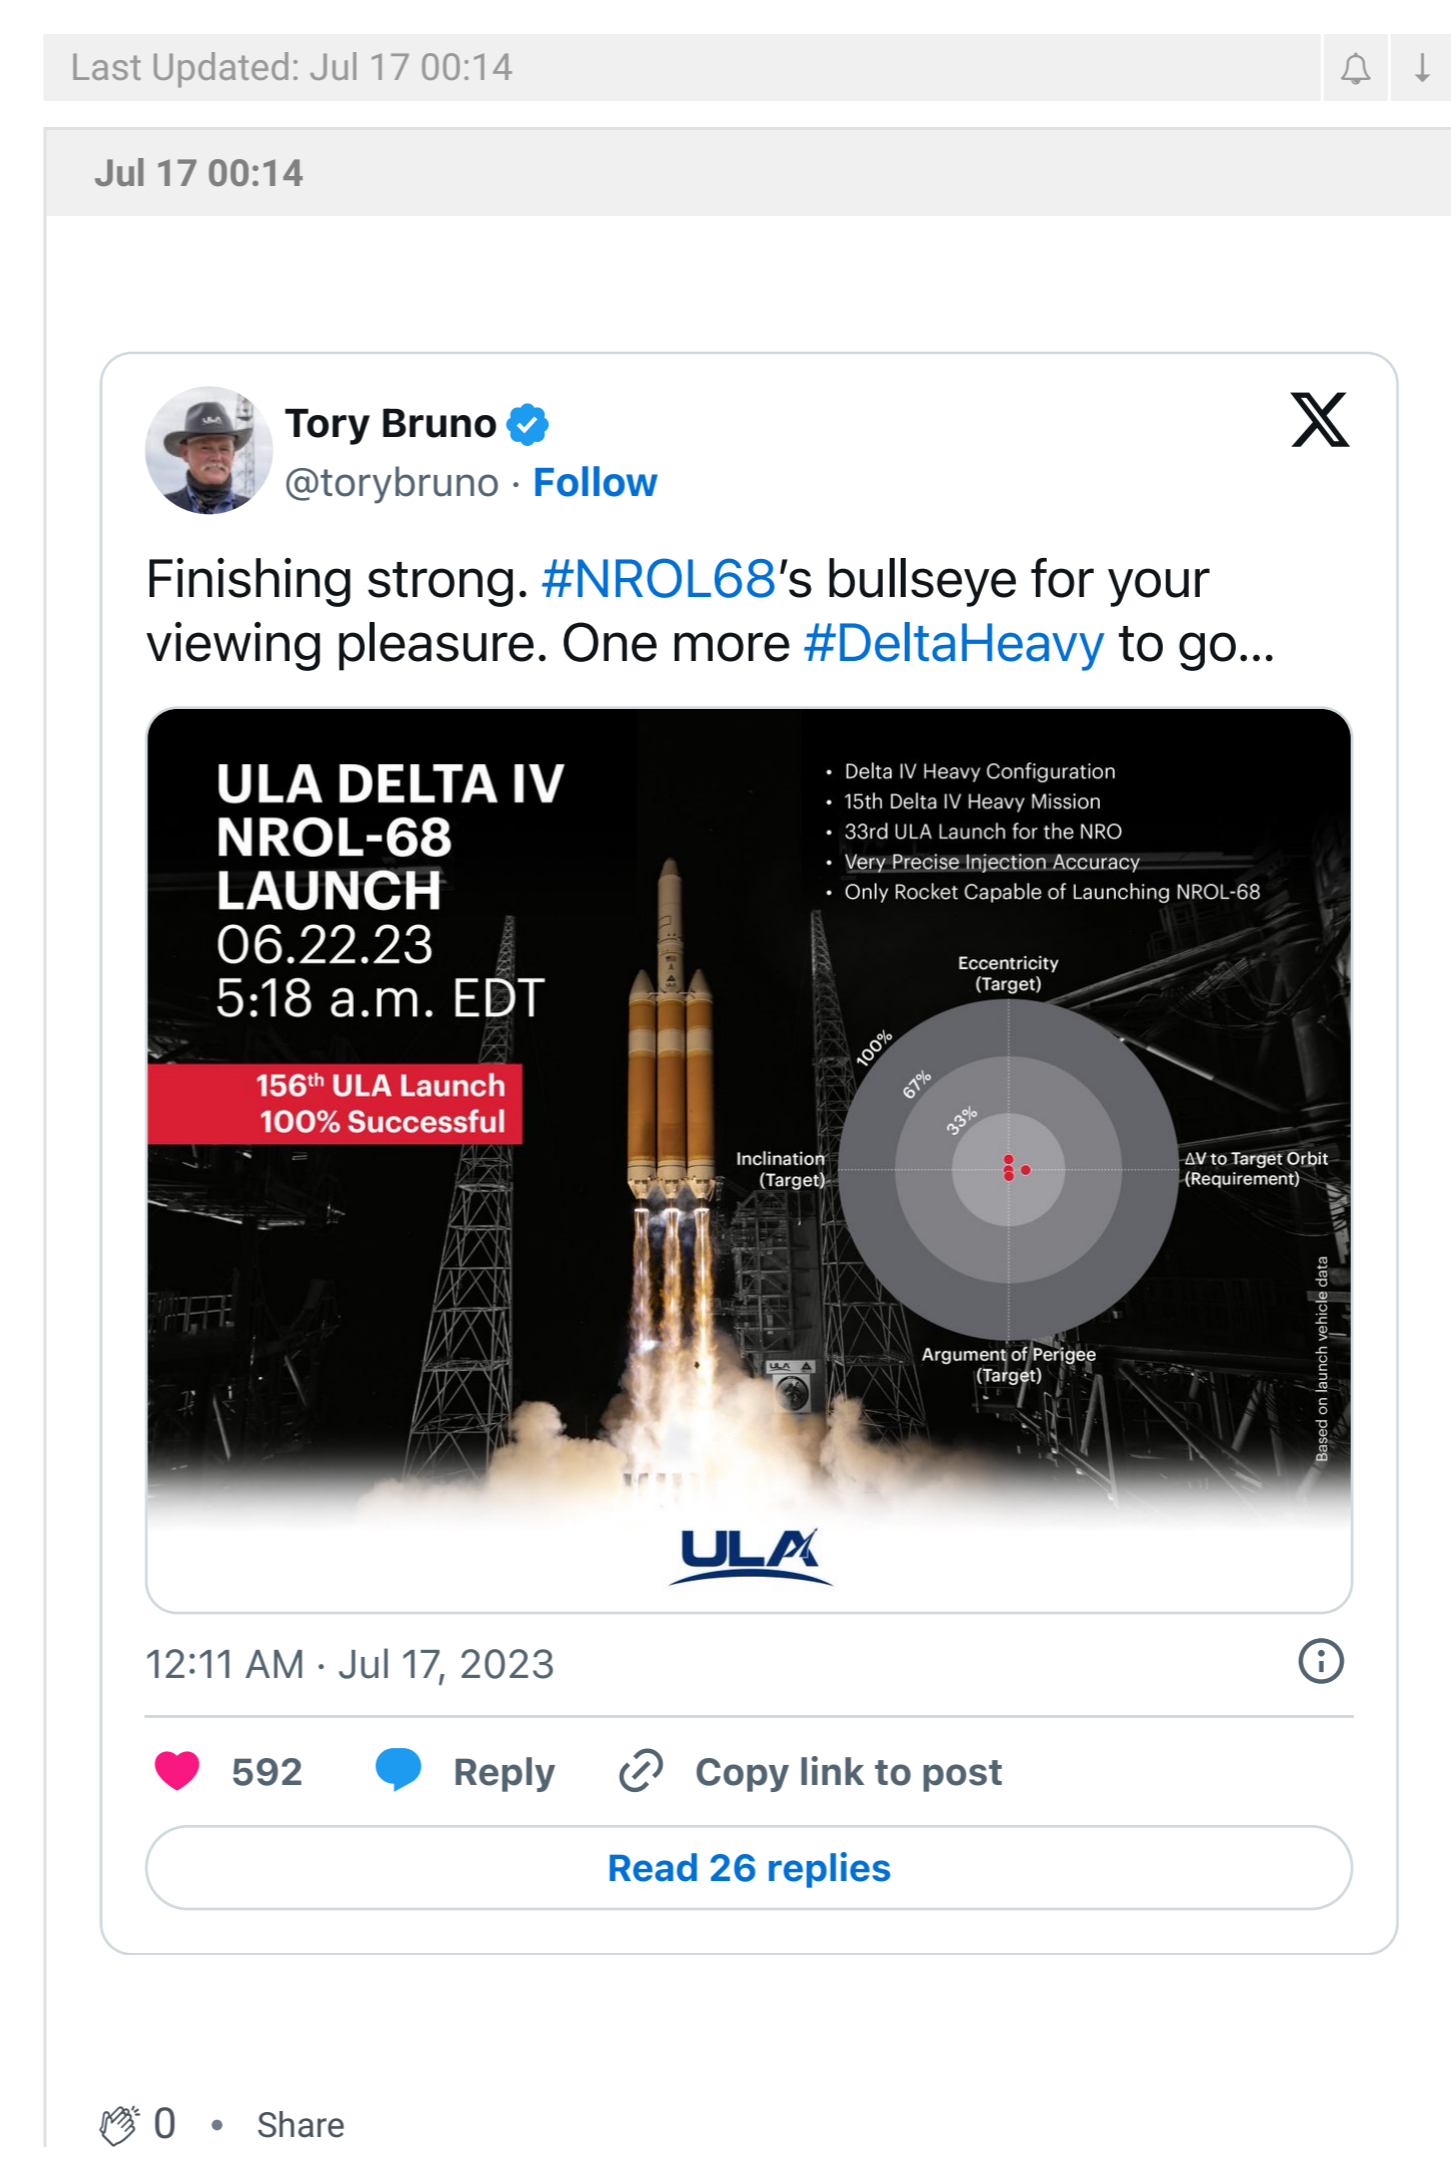 Last Updated: Jul 17 00:14
Jul 17 00:14
Tory Bruno
@torybruno · Follow
Finishing strong. #NROL68's bullseye for your
viewing pleasure. One more #DeltaHeavy to go...
ULA DELTA IV
NROL-68
LAUNCH
06.22.23
5:18 a.m. EDT
156th ULA Launch
100% Successful
• Delta IV Heavy Configuration
• 15th Delta IV Heavy Mission
• 33rd ULA Launch for the NRO
• Very Precise Injection Accuracy
• Only Rocket Capable of Launching NROL-68
Eccentricity
(Target)
100%
67%
33%
Inclination
(Target)
ΔV to Target Orbit
(Requirement)
Argument of Perigee
(Target)
Based on launch vehicle data
ULA
ULA
12:11 AM · Jul 17, 2023
592 Reply Copy link to post
Read 26 replies
0 • Share